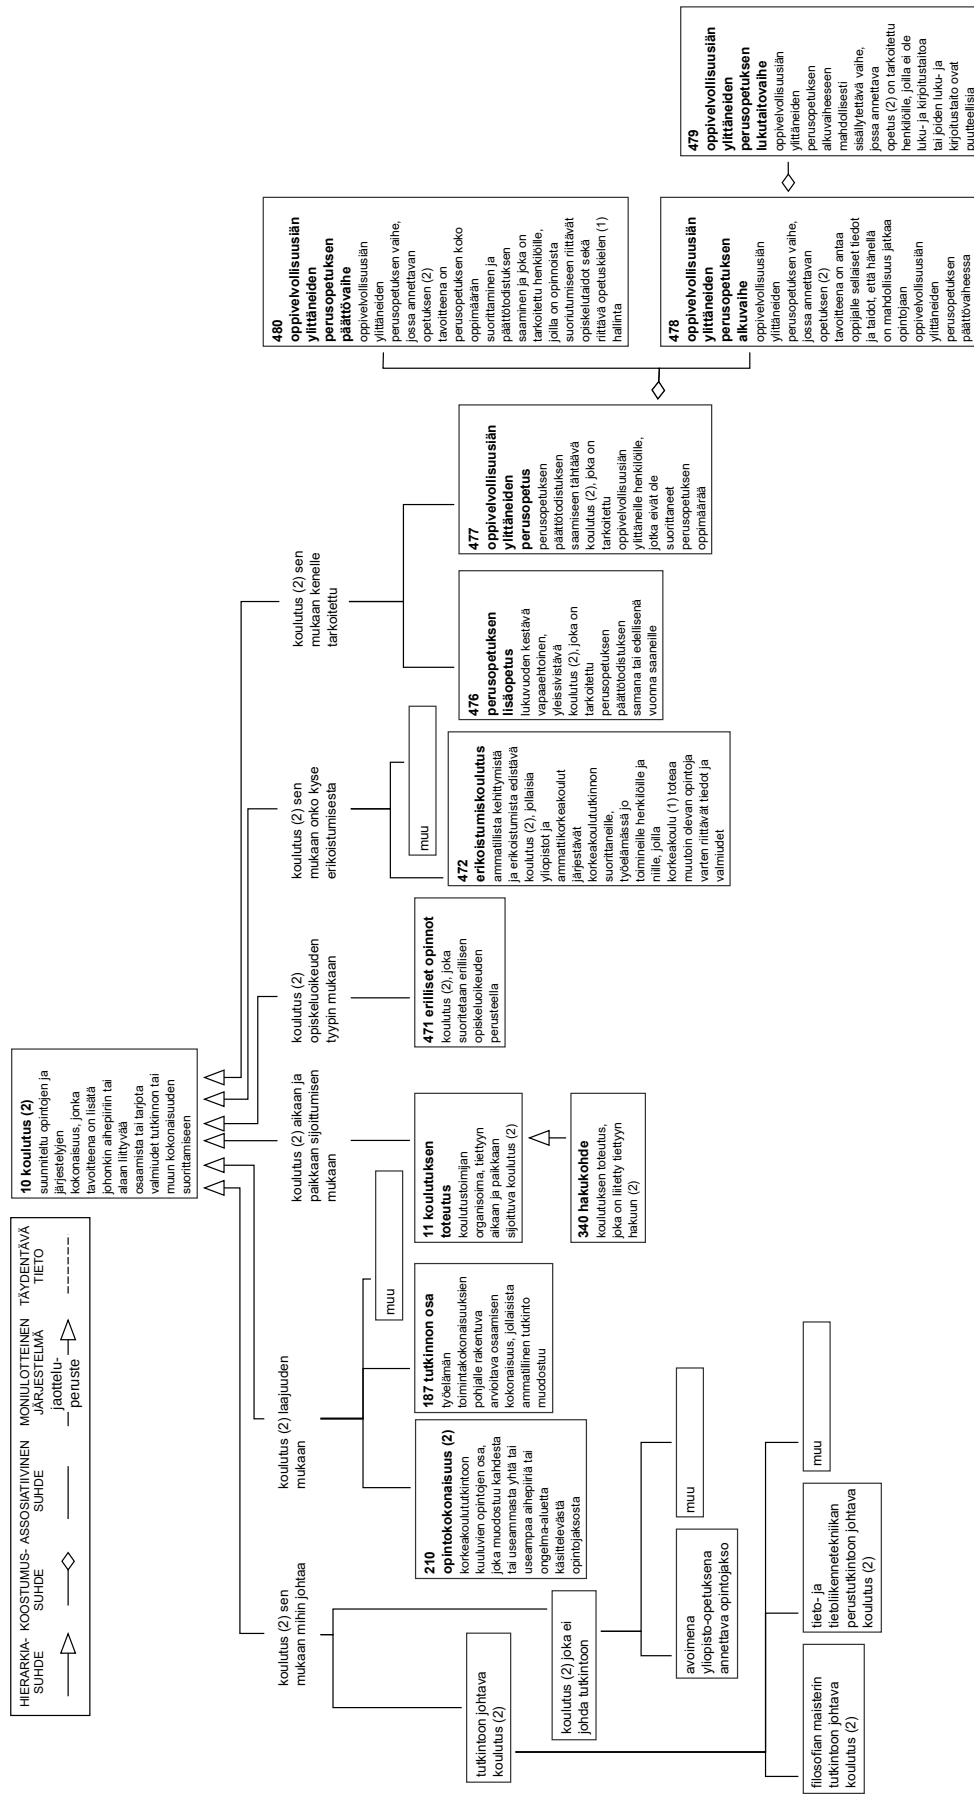 HIERARKIA-
SUHDE
KOOSTUMUS-
SUHDE
ASSOSIATIIVINEN
SUHDE
MONIULOTTEINEN
JÄRJESTELMÄ
jaottelu-
peruste
TÄYDENTÄVÄ
TIETO
10 koulutus (2)
suunniteltu opintojen ja
järjestelyjen
kokonaisuus, jonka
tavoitteena on lisätä
johonkin aihepiiriin tai
alaan liittyvää
osaamista tai tarjota
valmiudet tutkinnon tai
muun kokonaisuuden
suorittamiseen
koulutus (2) sen
mukaan mihin johtaa
koulutus (2) laajuuden
mukaan
koulutus (2) aikaan ja
paikkaan sijoittumisen
mukaan
koulutus (2)
opiskeluoikeuden
tyypin mukaan
koulutus (2) sen
mukaan onko kyse
erikoistumisesta
koulutus (2) sen
mukaan kenelle
tarkoitettu
tutkintoon johtava
koulutus (2)
koulutus (2) joka ei
johda tutkintoon
filosofian maisterin
tutkintoon johtava
koulutus (2)
tieto- ja
tietoliikennetekniikan
perustutkintoon johtava
koulutus (2)
muu
avoimena
yliopisto-opetuksena
annettava opintojakso
muu
210
opintokokonaisuus (2)
korkeakoulututkintoon
kuuluvien opintojen osa,
joka muodostuu kahdesta
tai useammasta yhtä tai
useampaa aihepiiriä tai
ongelma-aluetta
käsittelevästä
opintojaksosta
187 tutkinnon osa
työelämän
toimintakokonaisuuksien
pohjalle rakentuva
arvioitava osaamisen
kokonaisuus, jollaisista
ammatillinen tutkinto
muodostuu
muu
11 koulutuksen
toteutus
koulutustoimijan
organisoima, tiettyyn
aikaan ja paikkaan
sijoittuva koulutus (2)
340 hakukohde
koulutuksen toteutus,
joka on liitetty tiettyyn
hakuun (2)
471 erilliset opinnot
koulutus (2), joka
suoritetaan erillisen
opiskeluoikeuden
perusteella
472
erikoistumiskoulutus
ammatillista kehittymistä
ja erikoistumista edistävä
koulutus (2), jollaisia
yliopistot ja
ammattikorkeakoulut
järjestävät
korkeakoulututkinnon
suorittaneille,
työelämässä jo
toimineille henkilöille ja
niille, joilla
korkeakoulu (1) toteaa
muutoin olevan opintoja
varten riittävät tiedot ja
valmiudet
muu
476
perusopetuksen
lisäopetus
lukuvuoden kestävä
vapaaehtoinen,
yleissivistävä
koulutus (2), joka on
tarkoitettu
perusopetuksen
päättötodistuksen
samana tai edellisenä
vuonna saaneille
477
oppivelvollisuusiän
ylittäneiden
perusopetus
perusopetuksen
päättötodistuksen
saamiseen tähtäävä
koulutus (2), joka on
tarkoitettu
oppivelvollisuusiän
ylittäneille henkilöille,
jotka eivät ole
suorittaneet
perusopetuksen
oppimäärää
480
oppivelvollisuusiän
ylittäneiden
perusopetuksen
päättövaihe
oppivelvollisuusiän
ylittäneiden
perusopetuksen vaihe,
jossa annettavan
opetuksen (2)
tavoitteena on
perusopetuksen koko
oppimäärän
suorittaminen ja
päättötodistuksen
saaminen ja joka on
tarkoitettu henkilöille,
joilla on opinnoista
suoriutumiseen riittävät
opiskelutaidot sekä
riittävä opetuskielen (1)
hallinta
478
oppivelvollisuusiän
ylittäneiden
perusopetuksen
alkuvaihe
oppivelvollisuusiän
ylittäneiden
perusopetuksen vaihe,
jossa annettavan
opetuksen (2)
tavoitteena on antaa
oppijalle sellaiset tiedot
ja taidot, että hänellä
on mahdollisuus jatkaa
opintojaan
oppivelvollisuusiän
ylittäneiden
perusopetuksen
päättövaiheessa
479
oppivelvollisuusiän
ylittäneiden
perusopetuksen
lukutaitovaihe
oppivelvollisuusiän
ylittäneiden
perusopetuksen
alkuvaiheeseen
mahdollisesti
sisällytettävä vaihe,
jossa annettava
opetus (2) on tarkoitettu
henkilöille, joilla ei ole
luku- ja kirjoitustaitoa
tai joiden luku- ja
kirjoitustaito ovat
puutteellisia